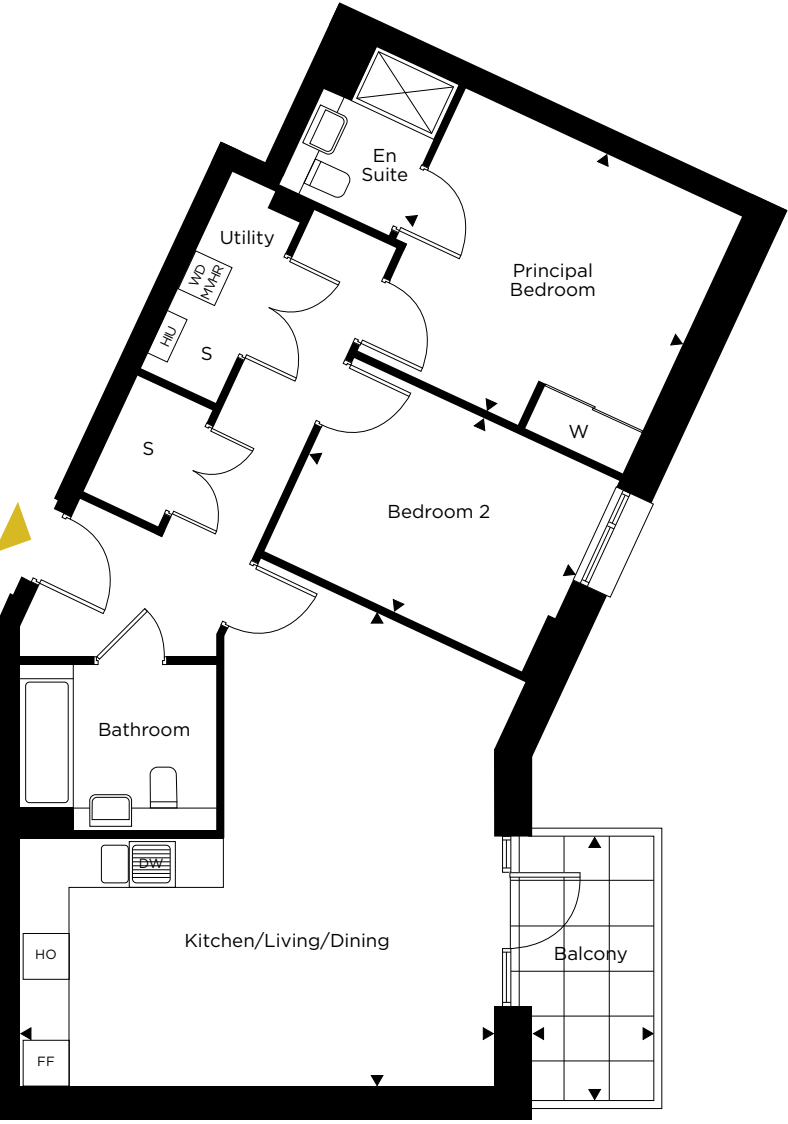 En
Suite
Utility
WD
MVHR
Principal
Bedroom
HIU
S
W
S
Bedroom 2
Bathroom
DW
Kitchen/Living/Dining
HO
Balcony
FF